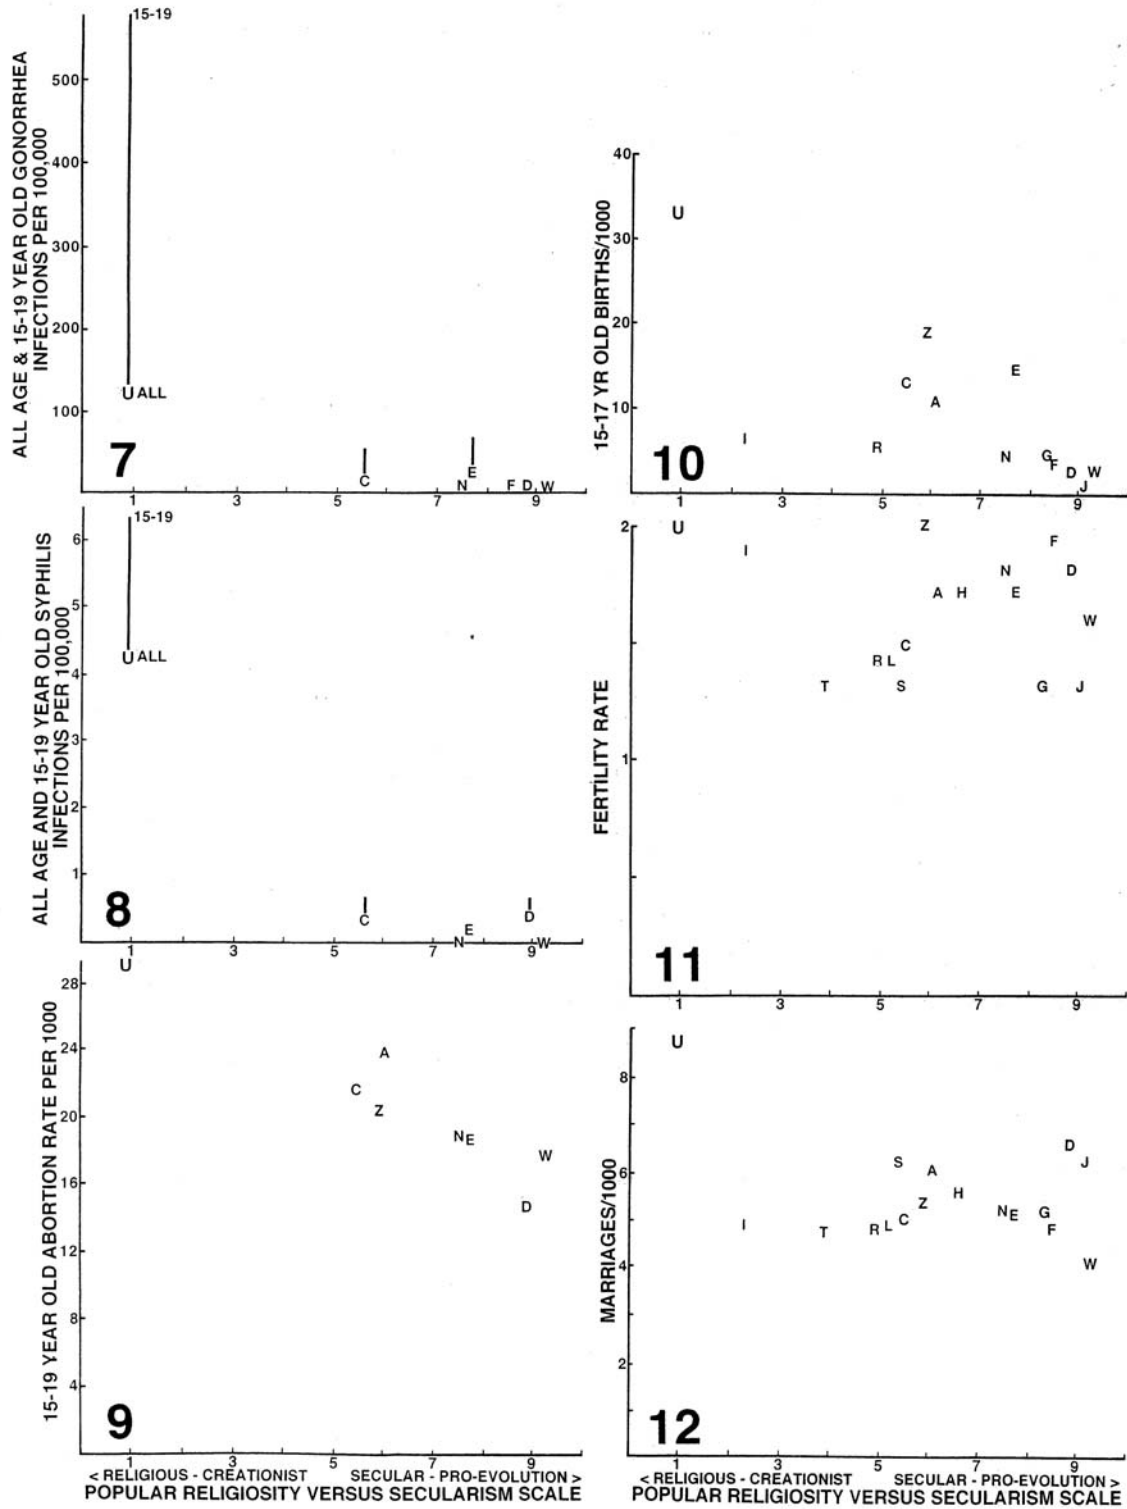 ALL AGE & 15-19 YEAR OLD GONORRHEA
INFECTIONS PER 100,000
500
400
300
200
100
15-19
U ALL
C
E
N
F D W
7
1 3 5 7 9
ALL AGE AND 15-19 YEAR OLD SYPHILIS
INFECTIONS PER 100,000
6
5
4
3
2
1
15-19
U ALL
C
D
E
N
W
8
1 3 5 7 9
15-19 YEAR OLD ABORTION RATE PER 1000
28
24
20
16
12
8
4
U
A
C
Z
N E
W
D
9
1 3 5 7 9
< RELIGIOUS - CREATIONIST SECULAR - PRO-EVOLUTION >
POPULAR RELIGIOSITY VERSUS SECULARISM SCALE
15-17 YR OLD BIRTHS/1000
40
30
20
10
U
Z
E
C
A
I
R
N
G
F
D W
J
10
1 3 5 7 9
FERTILITY RATE
2
1
U
Z
I
F
N
D
A H E
W
C
R L
T S G J
11
1 3 5 7 9
MARRIAGES/1000
8
6
4
2
U
D
S
J
A
H
Z
N E G
C
I
L
T R F
W
12
1 3 5 7 9
< RELIGIOUS - CREATIONIST SECULAR - PRO-EVOLUTION >
POPULAR RELIGIOSITY VERSUS SECULARISM SCALE